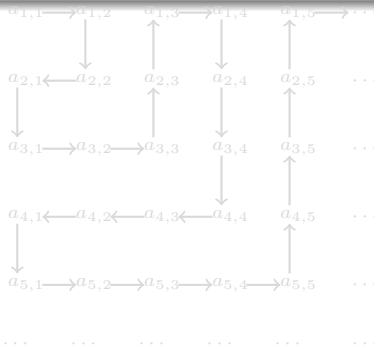 a1,1 a1,2 a1,3 a1,4 a1,5 ⋯
a2,1 a2,2 a2,3 a2,4 a2,5 ⋯
a3,1 a3,2 a3,3 a3,4 a3,5 ⋯
a4,1 a4,2 a4,3 a4,4 a4,5 ⋯
a5,1 a5,2 a5,3 a5,4 a5,5 ⋯
⋯ ⋯ ⋯ ⋯ ⋯ ⋯